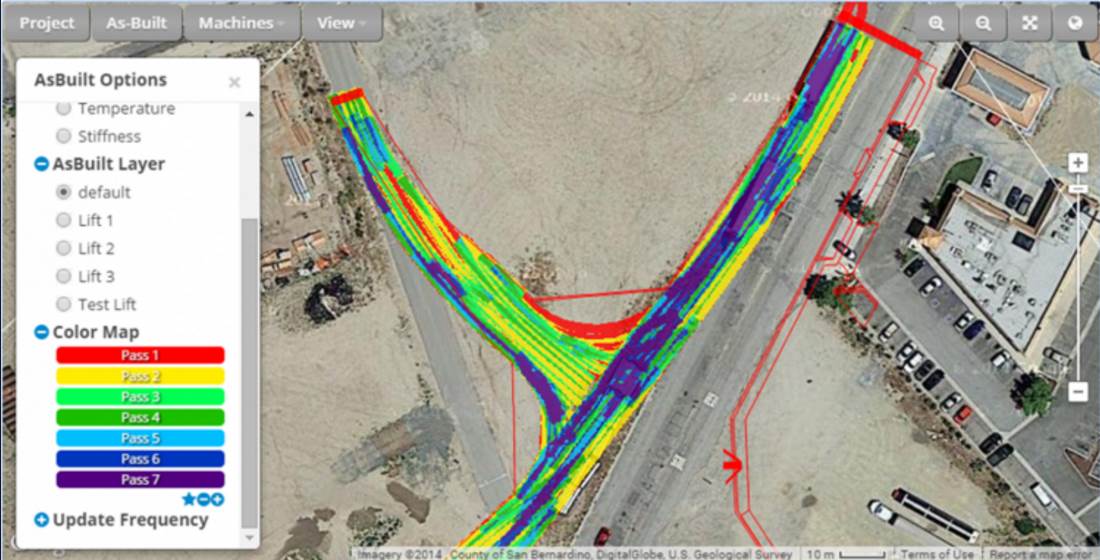 Project As-Built Machines View
AsBuilt Options
Temperature
Stiffness
AsBuilt Layer
default
Lift 1
Lift 2
Lift 3
Test Lift
Color Map
Pass 1
Pass 2
Pass 3
Pass 4
Pass 5
Pass 6
Pass 7
Update Frequency
© 2014
Imagery ©2014 , County of San Bernardino, DigitalGlobe, U.S. Geological Survey 10 m Terms of Use Report a map error